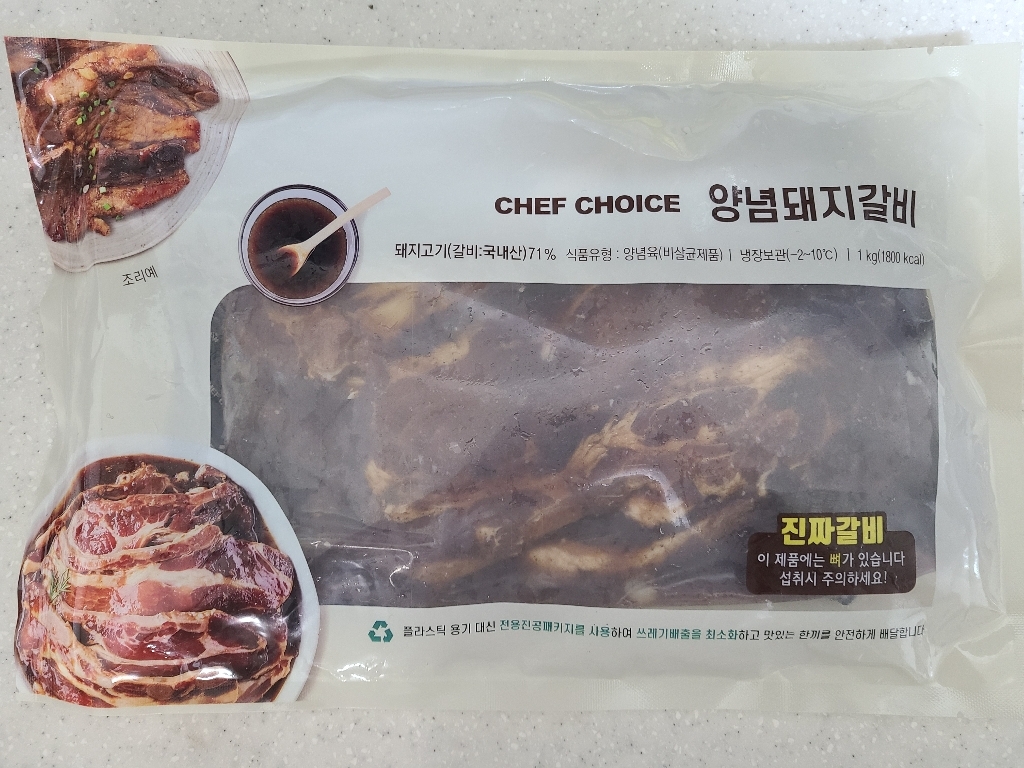 CHEF CHOICE 양념돼지갈비
돼지고기(갈비:국내산)71% 식품유형 : 양념육(비살균제품) | 냉장보관(-2~10℃) | 1 kg(1800 kcal)
조리예
진짜갈비
이 제품에는 뼈가 있습니다
섭취시 주의하세요!
플라스틱 용기 대신 전용진공패키지를 사용하여 쓰레기배출을 최소화하고 맛있는 한끼를 안전하게 배달합니다